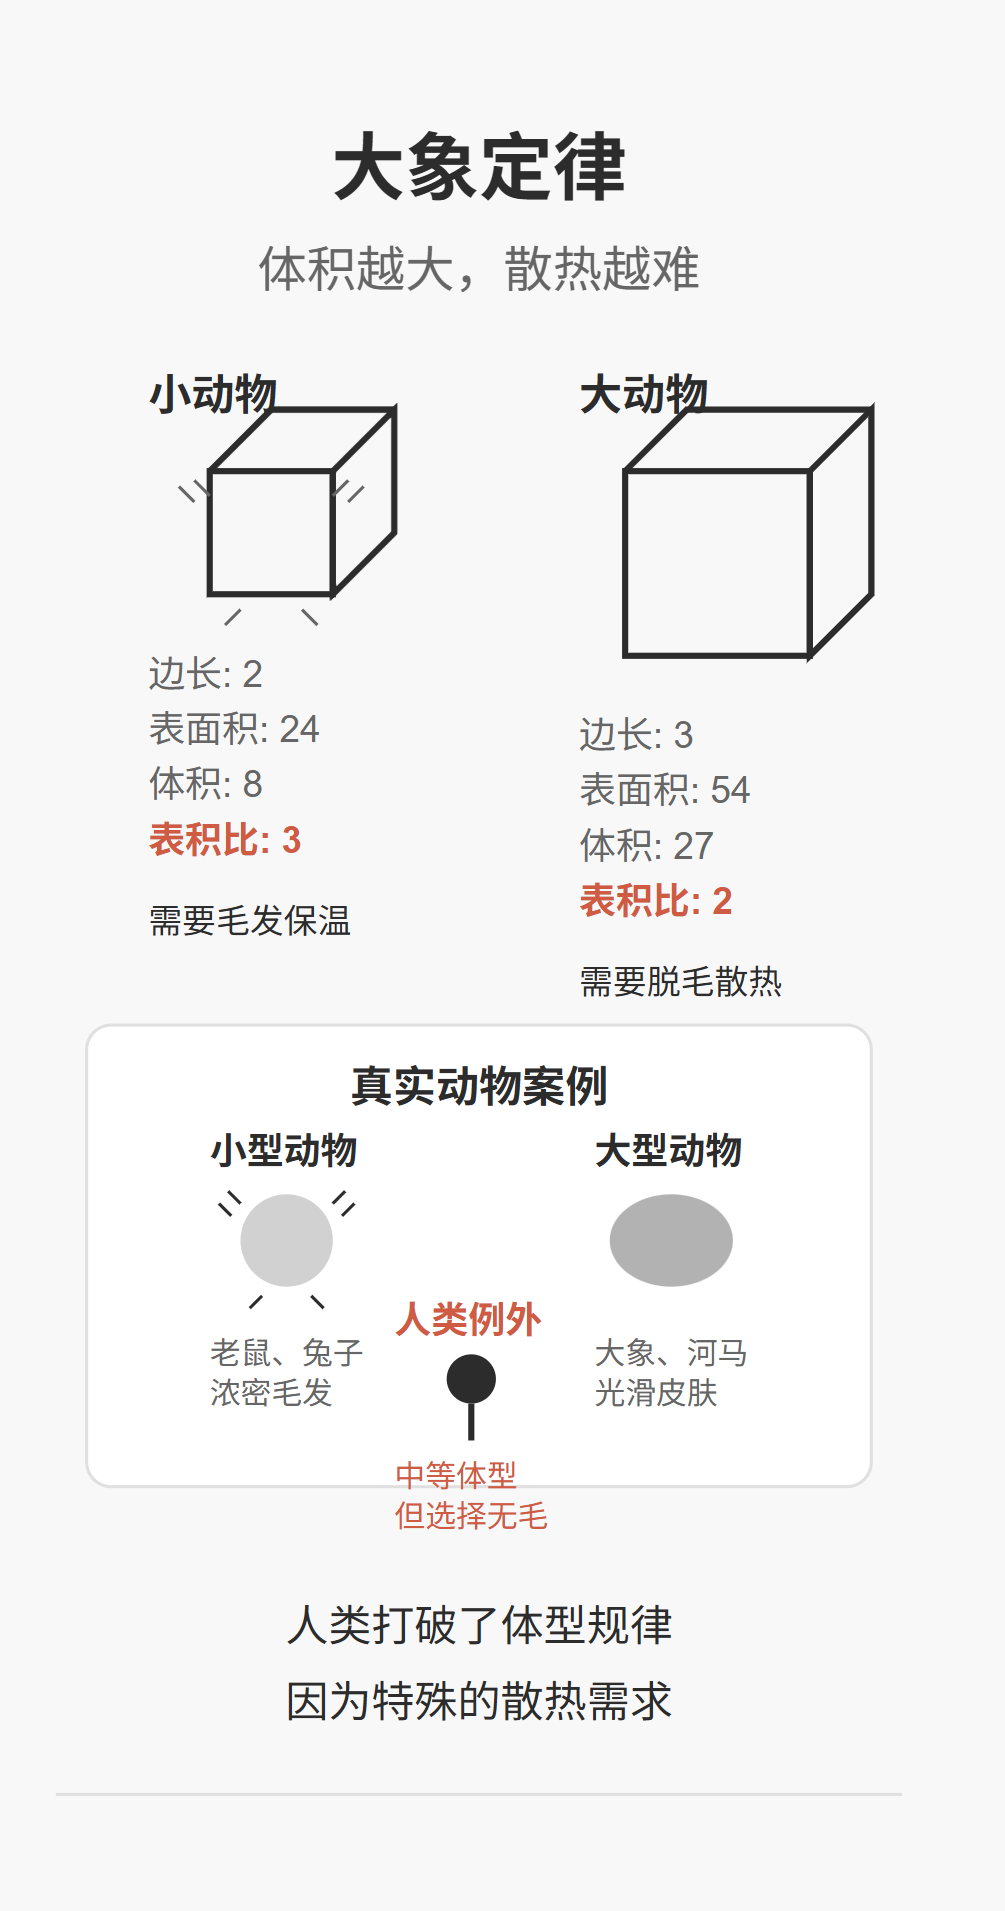 大象定律
体积越大，散热越难
小动物
边长: 2
表面积: 24
体积: 8
表积比: 3
需要毛发保温
大动物
边长: 3
表面积: 54
体积: 27
表积比: 2
需要脱毛散热
真实动物案例
小型动物
老鼠、兔子
浓密毛发
人类例外
中等体型
但选择无毛
大型动物
大象、河马
光滑皮肤
人类打破了体型规律
因为特殊的散热需求